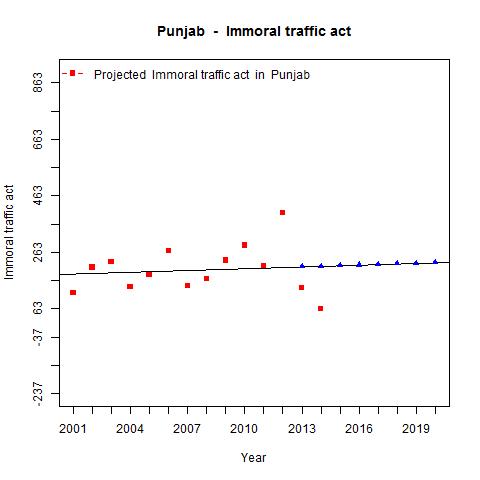 Punjab - Immoral traffic act
Projected Immoral traffic act in Punjab
863
663
463
263
63
-37
-237
Immoral traffic act
2001 2004 2007 2010 2013 2016 2019
Year